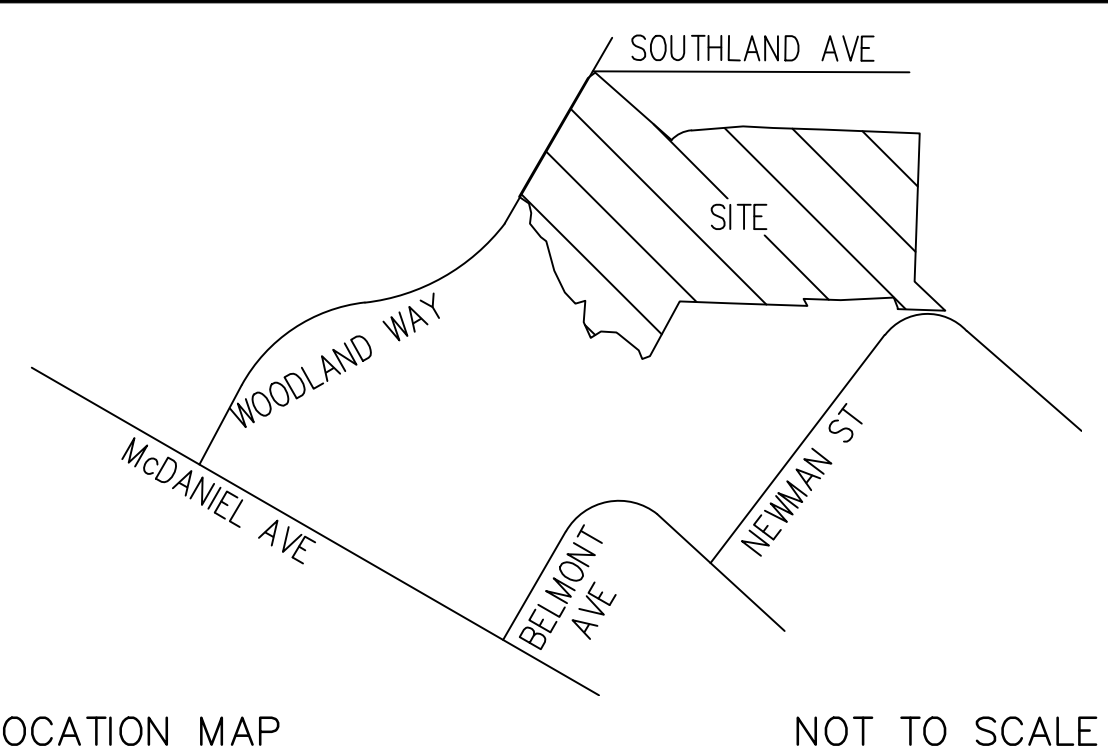 SOUTHLAND AVE
SITE
WOODLAND WAY
McDANIEL AVE
NEWMAN ST
BELMONT
AVE
OCATION MAP
NOT TO SCALE